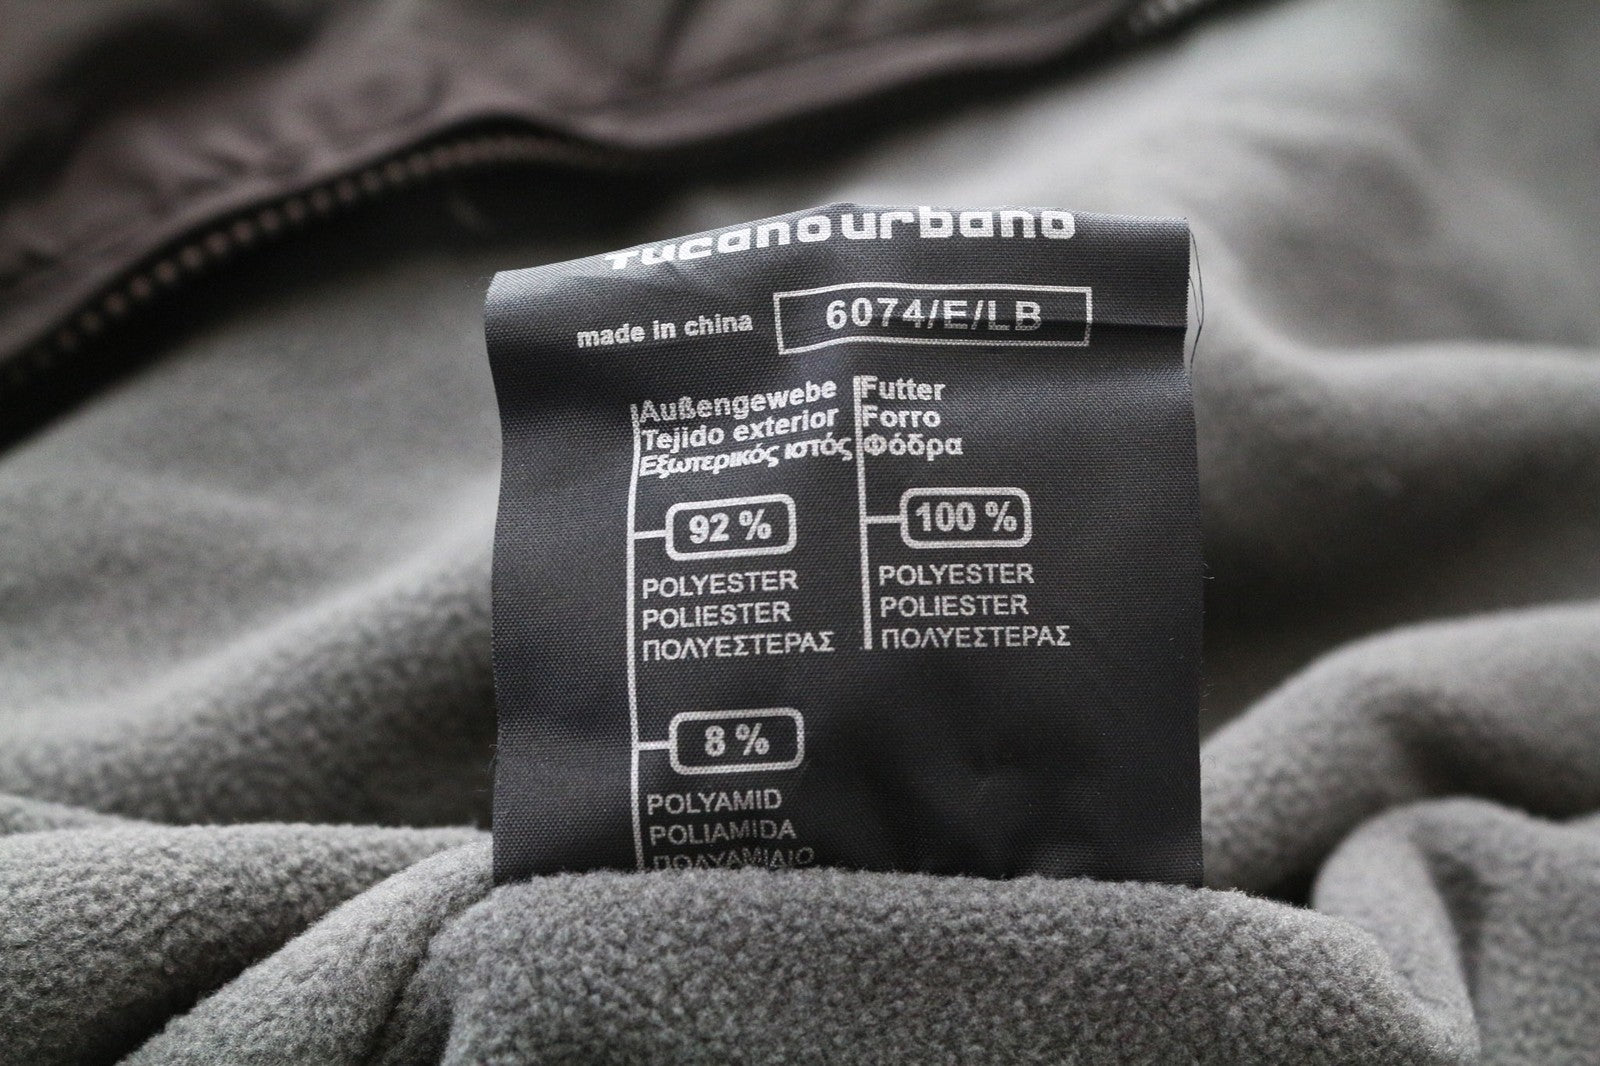 Tucanourbano
made in china
6074/E/LB
Außengewebe
Tejido exterior
Εξωτερικός ιστός
92 %
POLYESTER
POLIESTER
ΠΟΛΥΕΣΤΕΡΑΣ
8 %
POLYAMID
POLIAMIDA
ΠΟΛΥΑΜΙΔΙΟ
Futter
Forro
Φόδρα
100 %
POLYESTER
POLIESTER
ΠΟΛΥΕΣΤΕΡΑΣ